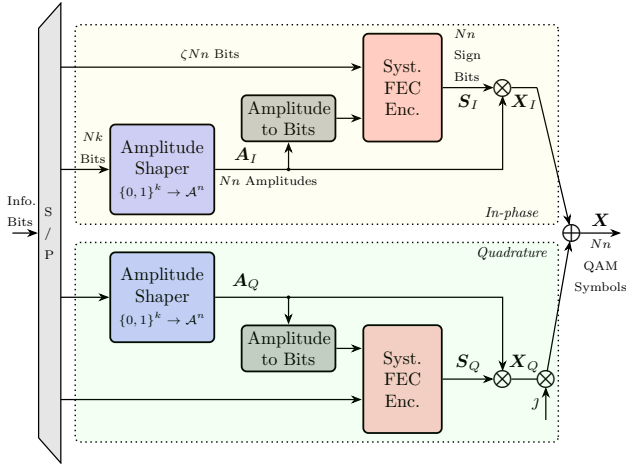 Info.
Bits
S
/
P
ζNn Bits
Nk
Bits
Amplitude
Shaper
{0, 1}^k → 𝒜^n
A_I
Nn Amplitudes
Amplitude
to Bits
Syst.
FEC
Enc.
Nn
Sign
Bits
S_I
X_I
In-phase
X
Nn
QAM
Symbols
Quadrature
Amplitude
Shaper
{0, 1}^k → 𝒜^n
A_Q
Amplitude
to Bits
Syst.
FEC
Enc.
S_Q
X_Q
j